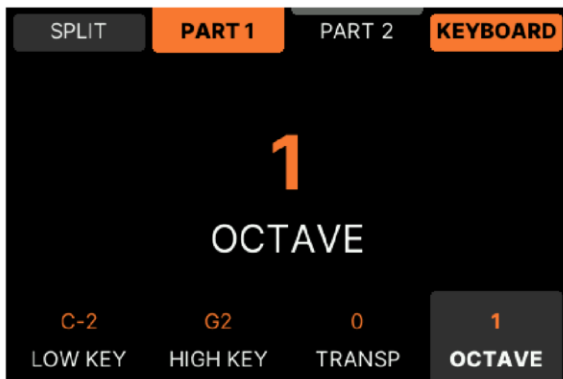 SPLIT PART 1 PART 2 KEYBOARD
1
OCTAVE
C-2 G2 0 1
LOW KEY HIGH KEY TRANSP OCTAVE